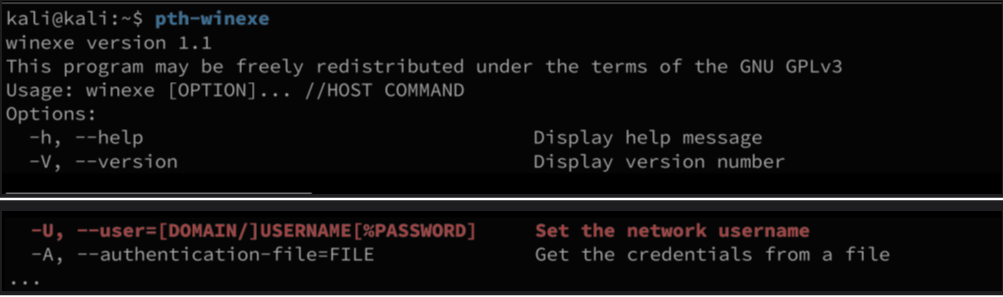 kali@kali:~$ pth-winexe
winexe version 1.1
This program may be freely redistributed under the terms of the GNU GPLv3
Usage: winexe [OPTION]... //HOST COMMAND
Options:
-h, --help Display help message
-V, --version Display version number
-U, --user=[DOMAIN/]USERNAME[%PASSWORD] Set the network username
-A, --authentication-file=FILE Get the credentials from a file
...